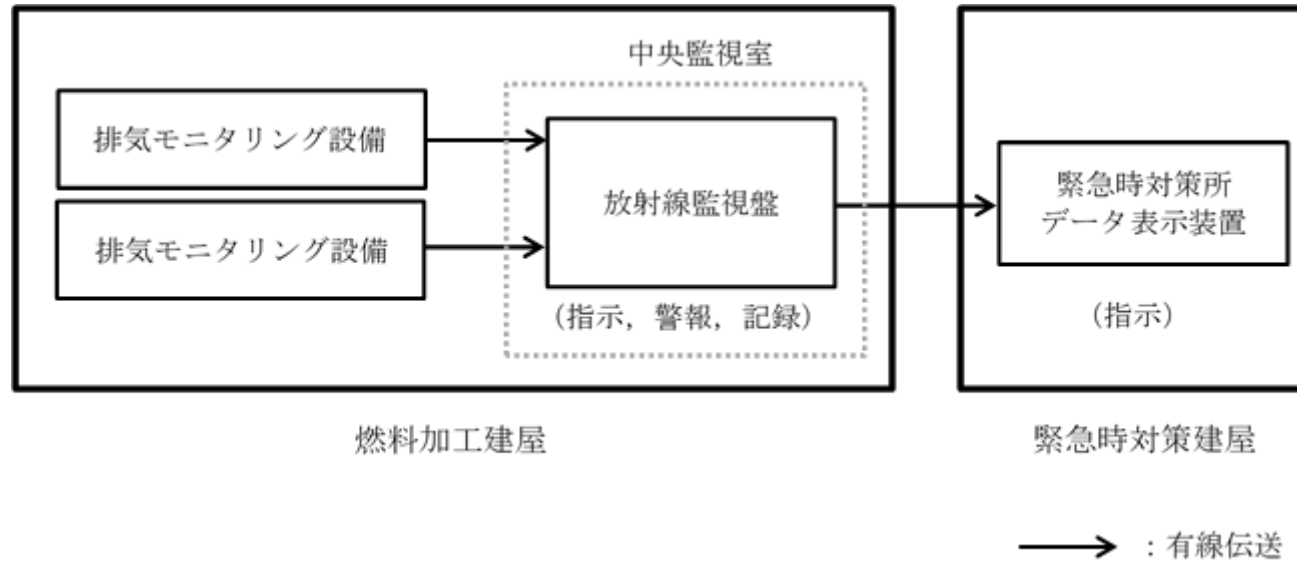 中央監視室
排気モニタリング設備
排気モニタリング設備
放射線監視盤
(指示, 警報, 記録)
緊急時対策所
データ表示装置
(指示)
燃料加工建屋
緊急時対策建屋
：有線伝送